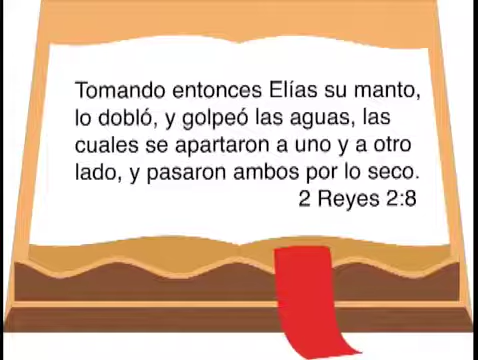 Tomando entonces Elías su manto,
lo dobló, y golpeó las aguas, las
cuales se apartaron a uno y a otro
lado, y pasaron ambos por lo seco.
2 Reyes 2:8